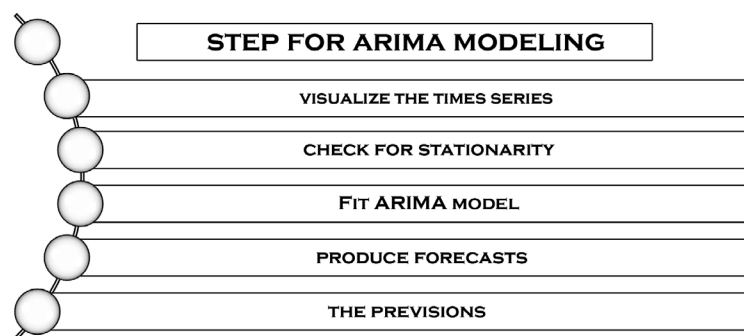 STEP FOR ARIMA MODELING
VISUALIZE THE TIMES SERIES
CHECK FOR STATIONARITY
FIT ARIMA MODEL
PRODUCE FORECASTS
THE PREVISIONS